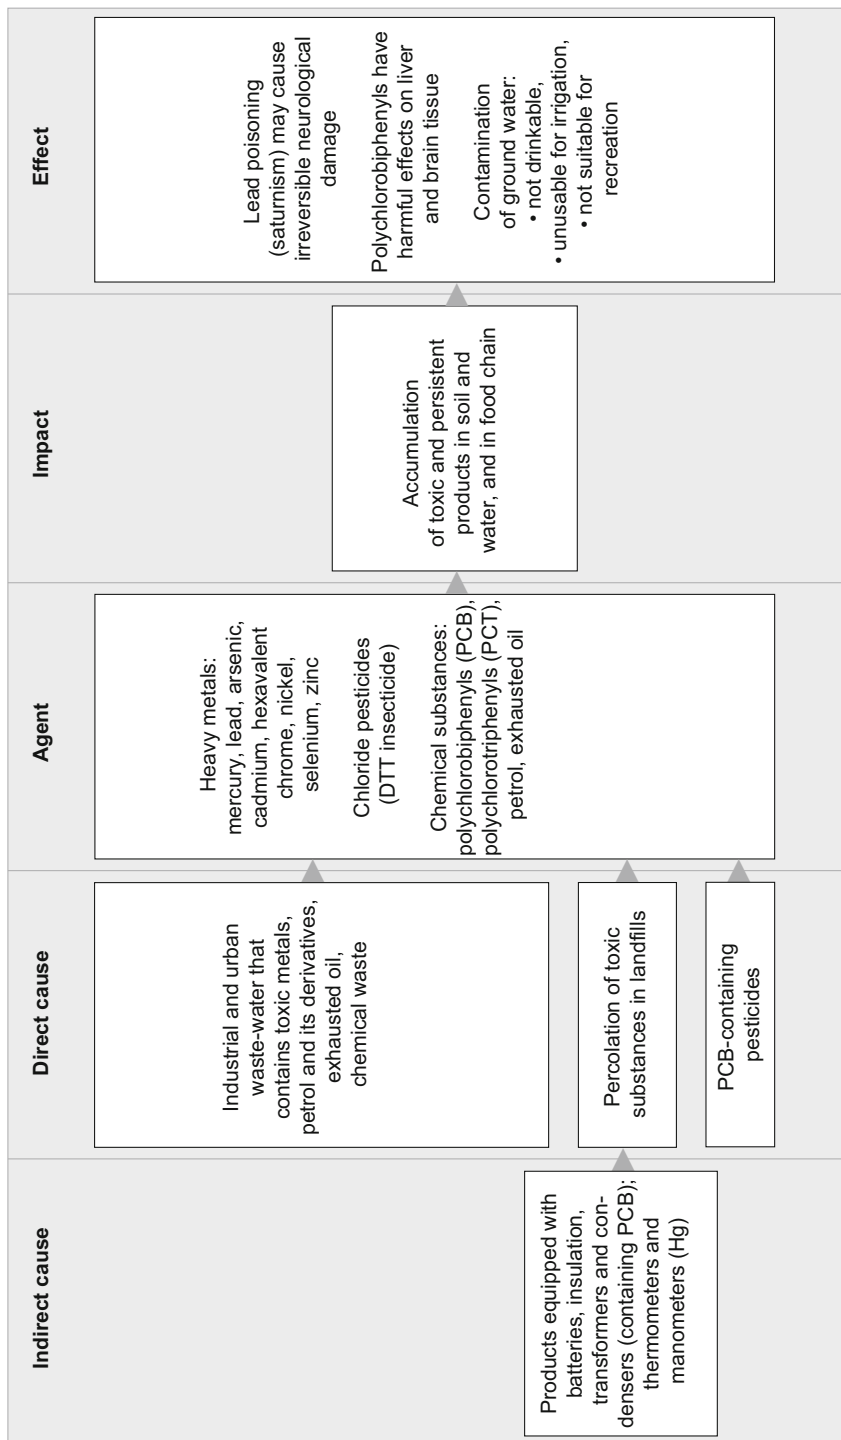 Indirect cause
Direct cause
Agent
Impact
Effect
Products equipped with
batteries, insulation,
transformers and con-
densers (containing PCB);
thermometers and
manometers (Hg)
Industrial and urban
waste-water that
contains toxic metals,
petrol and its derivatives,
exhausted oil,
chemical waste
Percolation of toxic
substances in landfills
PCB-containing
pesticides
Heavy metals:
mercury, lead, arsenic,
cadmium, hexavalent
chrome, nickel,
selenium, zinc
Chloride pesticides
(DTT insecticide)
Chemical substances:
polychlorobiphenyls (PCB),
polychlorotriphenyls (PCT),
petrol, exhausted oil
Accumulation
of toxic and persistent
products in soil and
water, and in food chain
Lead poisoning
(saturnism) may cause
irreversible neurological
damage
Polychlorobiphenyls have
harmful effects on liver
and brain tissue
Contamination
of ground water:
• not drinkable,
• unusable for irrigation,
• not suitable for
recreation